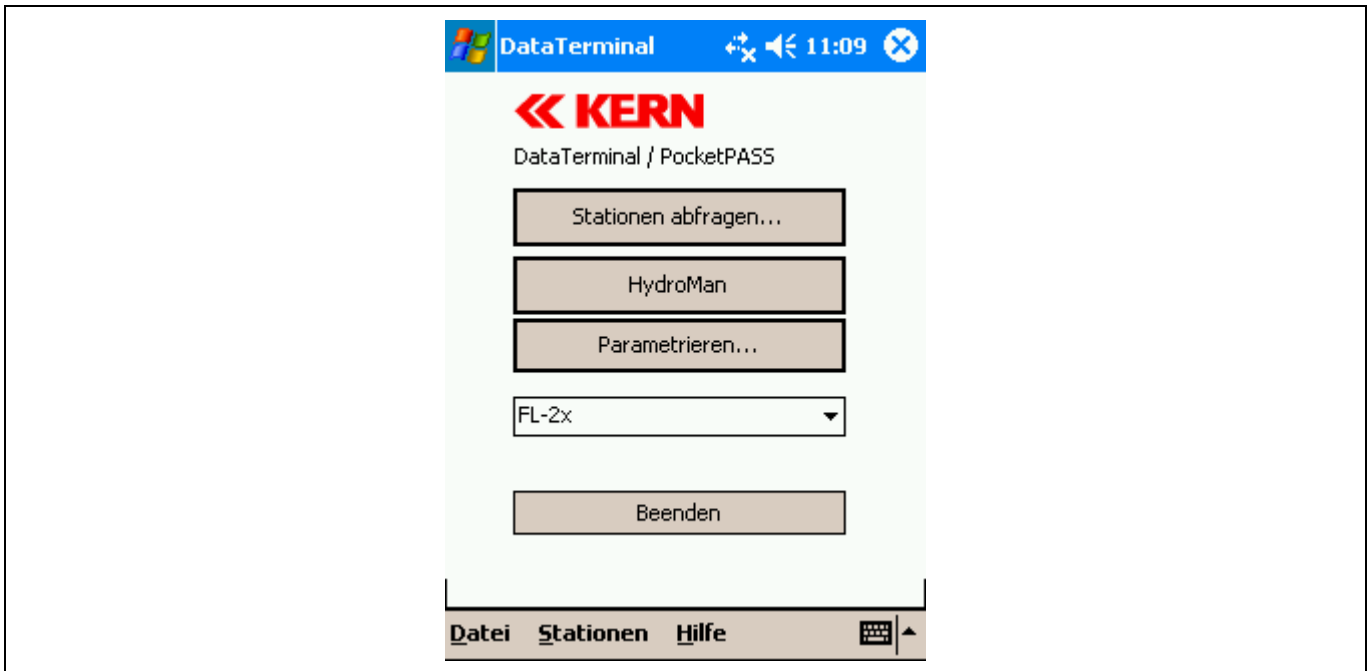 DataTerminal 11:09
KERN
DataTerminal / PocketPASS
Stationen abfragen...
HydroMan
Parametrieren...
FL-2x
Beenden
Datei Stationen Hilfe